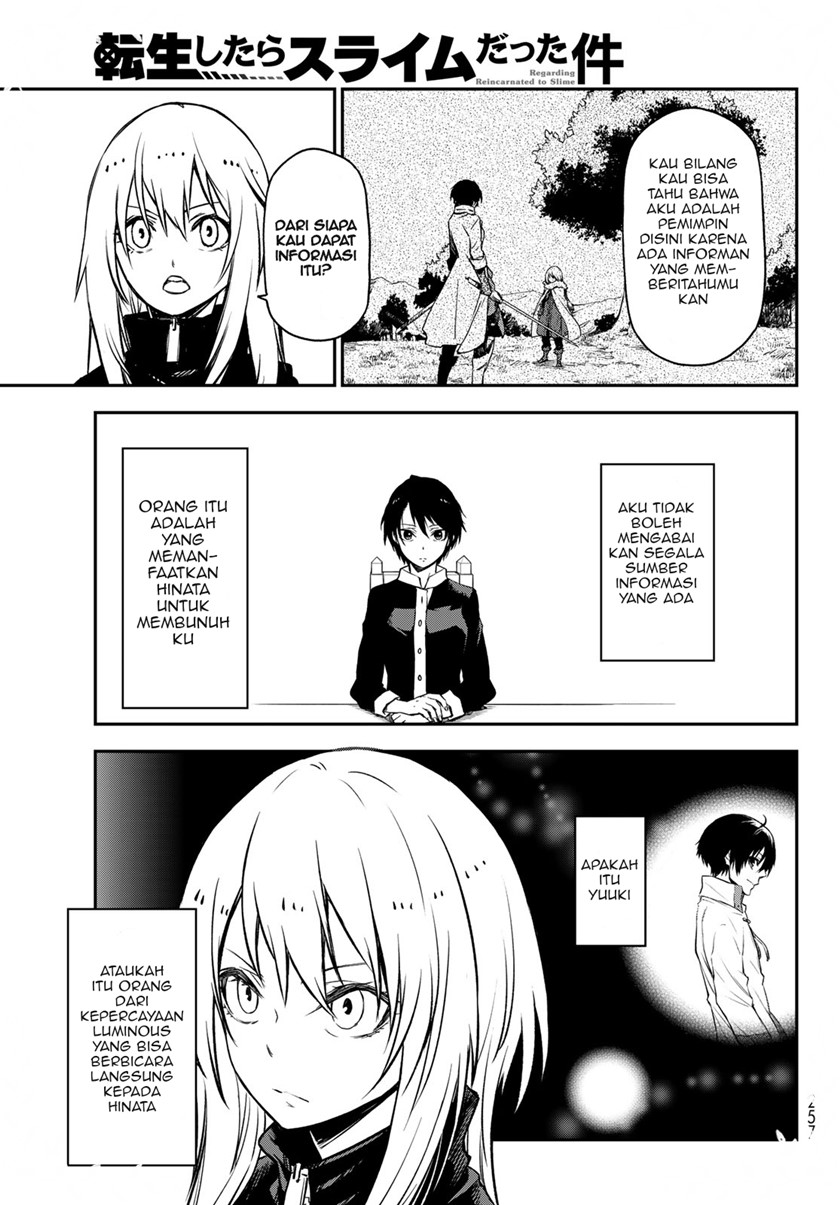 転生したらスライムだった件
Regarding
Reincarnated to Slime
KAU BILANG
KAU BISA
TAHU BAHWA
AKU ADALAH
PEMIMPIN
DISINI KARENA
ADA INFORMAN
YANG MEM-
BERITAHUMU
KAN
DARI SIAPA
KAU DAPAT
INFORMASI
ITU?
AKU TIDAK
BOLEH
MENGABAI
KAN SEGALA
SUMBER
INFORMASI
YANG ADA
ORANG ITU
ADALAH
YANG
MEMAN-
FAATKAN
HINATA
UNTUK
MEMBUNUH
KU
APAKAH
ITU
YUUKI
ATAUKAH
ITU ORANG
DARI
KEPERCAYAAN
LUMINOUS
YANG BISA
BERBICARA
LANGSUNG
KEPADA
HINATA
257